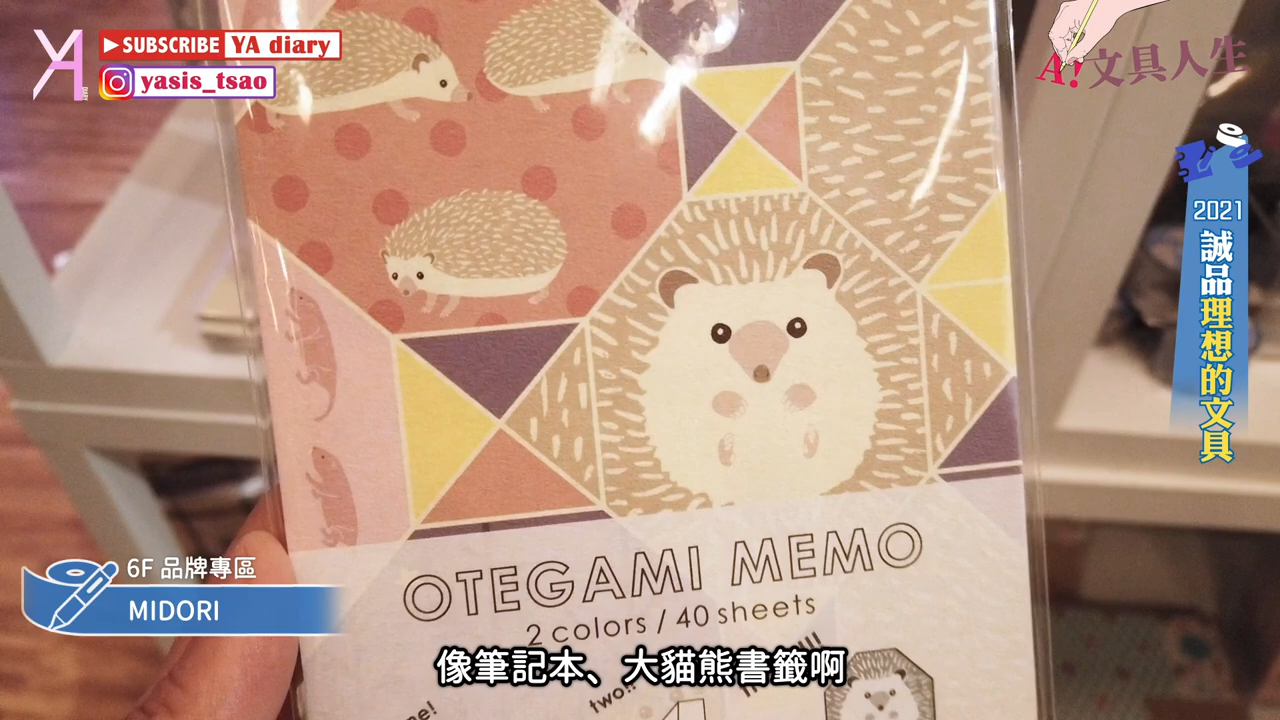 YA
DIARY
SUBSCRIBE YA diary
yasis_tsao
A!文具人生
2021
誠品理想的文具
OTEGAMI MEMO
2 colors / 40 sheets
two!!
6F 品牌專區
MIDORI
像筆記本、大貓熊書籤啊